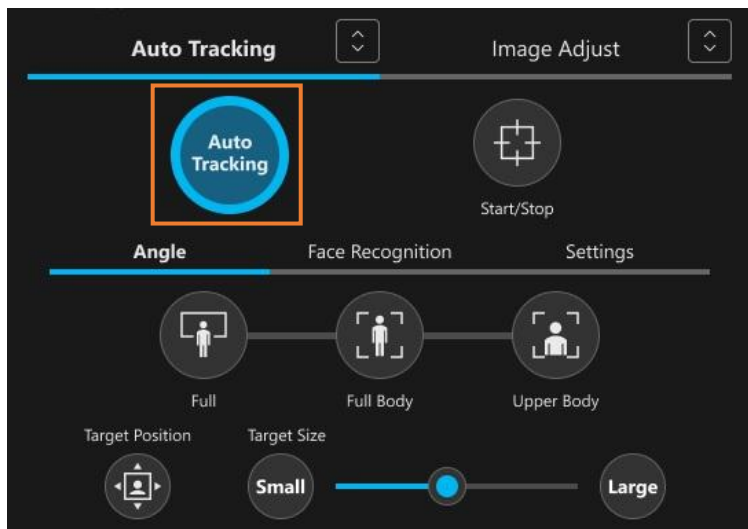 Auto Tracking
Image Adjust
Auto
Tracking
Start/Stop
Angle
Face Recognition
Settings
Full
Full Body
Upper Body
Target Position
Target Size
Small
Large